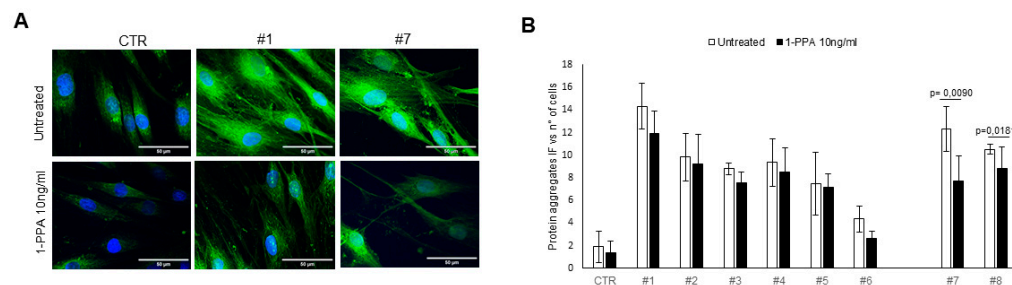 A
CTR
#1
#7
Untreated
50 µm
50 µm
50 µm
1-PPA 10ng/ml
50 µm
50 µm
50 µm
B
Untreated
1-PPA 10ng/ml
Protein aggregates IF vs n° of cells
18
16
14
12
10
8
6
4
2
0
p= 0,0090
p=0,018
CTR
#1
#2
#3
#4
#5
#6
#7
#8